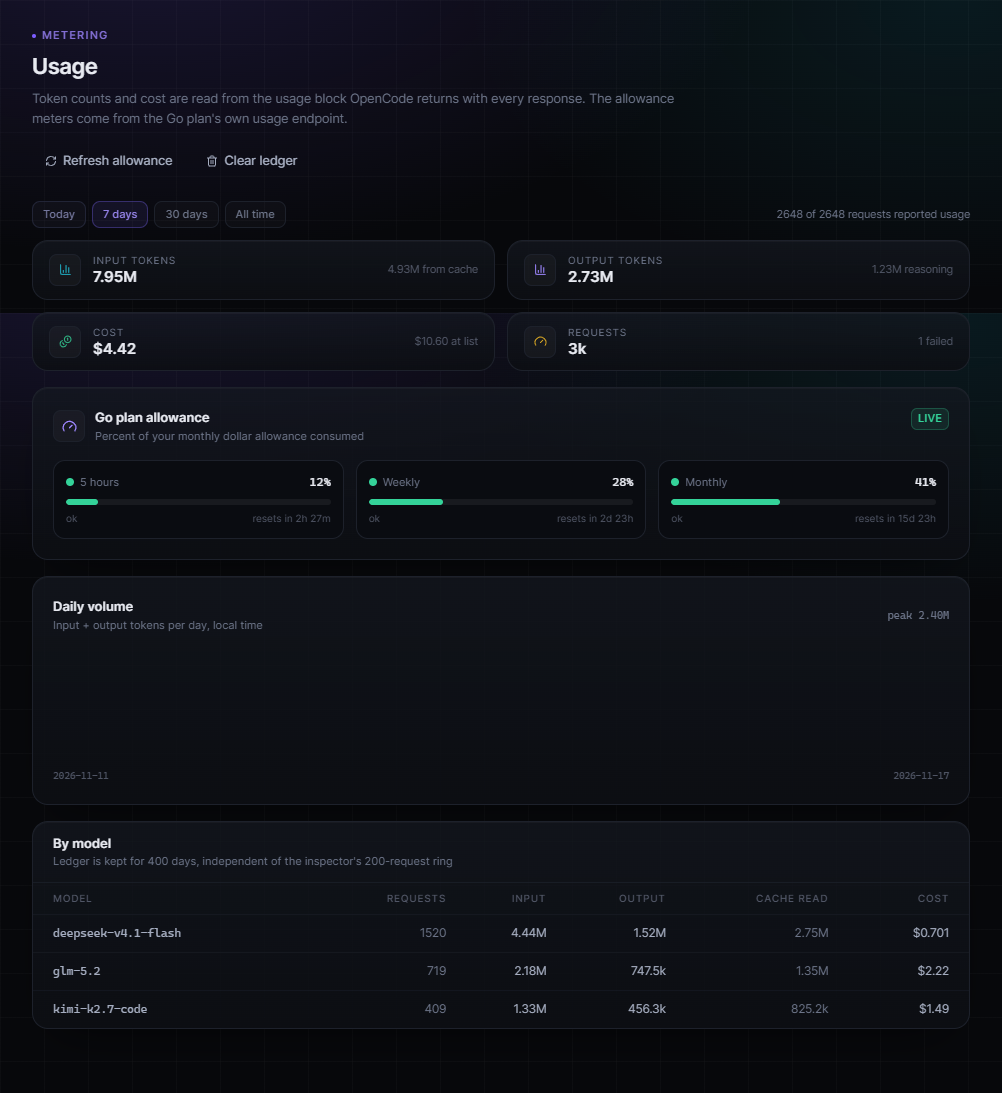 METERING
Usage
Token counts and cost are read from the usage block OpenCode returns with every response. The allowance
meters come from the Go plan's own usage endpoint.
Refresh allowance Clear ledger
Today 7 days 30 days All time 2648 of 2648 requests reported usage
INPUT TOKENS
7.95M
4.93M from cache
OUTPUT TOKENS
2.73M
1.23M reasoning
COST
$4.42
$10.60 at list
REQUESTS
3k
1 failed
Go plan allowance
Percent of your monthly dollar allowance consumed
LIVE
5 hours 12%
ok resets in 2h 27m
Weekly 28%
ok resets in 2d 23h
Monthly 41%
ok resets in 15d 23h
Daily volume
Input + output tokens per day, local time
peak 2.40M
2026-11-11 2026-11-17
By model
Ledger is kept for 400 days, independent of the inspector's 200-request ring
MODEL REQUESTS INPUT OUTPUT CACHE READ COST
deepseek-v4.1-flash 1520 4.44M 1.52M 2.75M $0.701
glm-5.2 719 2.18M 747.5k 1.35M $2.22
kimi-k2.7-code 409 1.33M 456.3k 825.2k $1.49